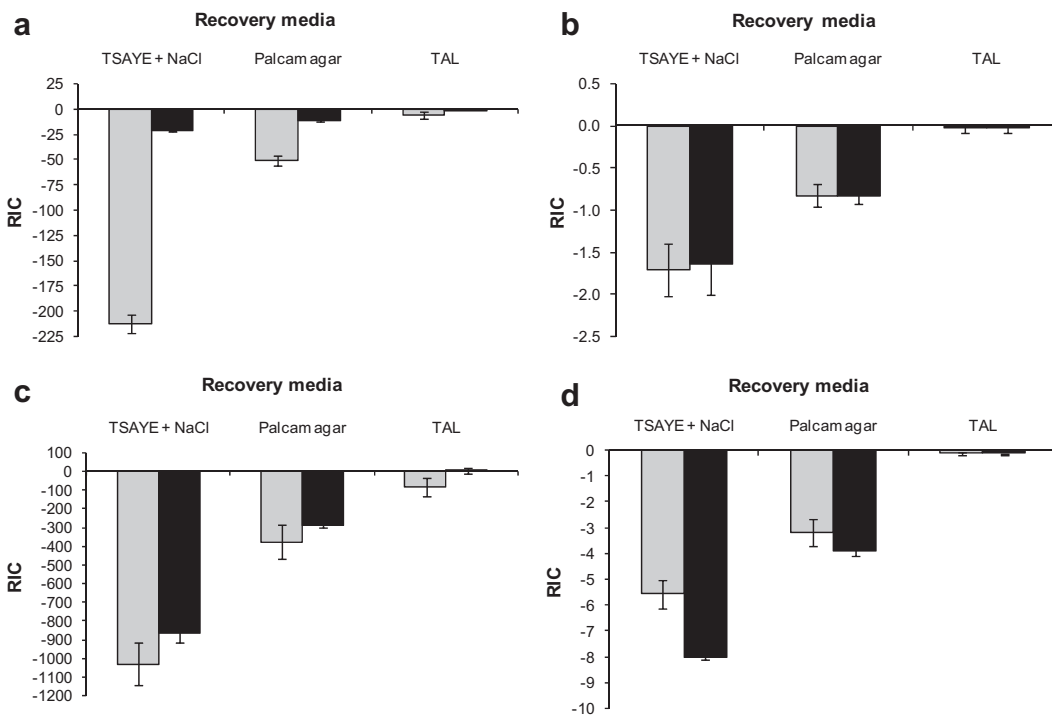 a
Recovery media
TSAYE + NaCl Palcam agar TAL
25
0
-25
-50
-75
-100
-125
-150
-175
-200
-225
RIC
b
Recovery media
TSAYE + NaCl Palcam agar TAL
0.5
0.0
-0.5
-1.0
-1.5
-2.0
-2.5
RIC
c
Recovery media
TSAYE + NaCl Palcam agar TAL
100
0
-100
-200
-300
-400
-500
-600
-700
-800
-900
-1000
-1100
-1200
RIC
d
Recovery media
TSAYE + NaCl Palcam agar TAL
0
-1
-2
-3
-4
-5
-6
-7
-8
-9
-10
RIC